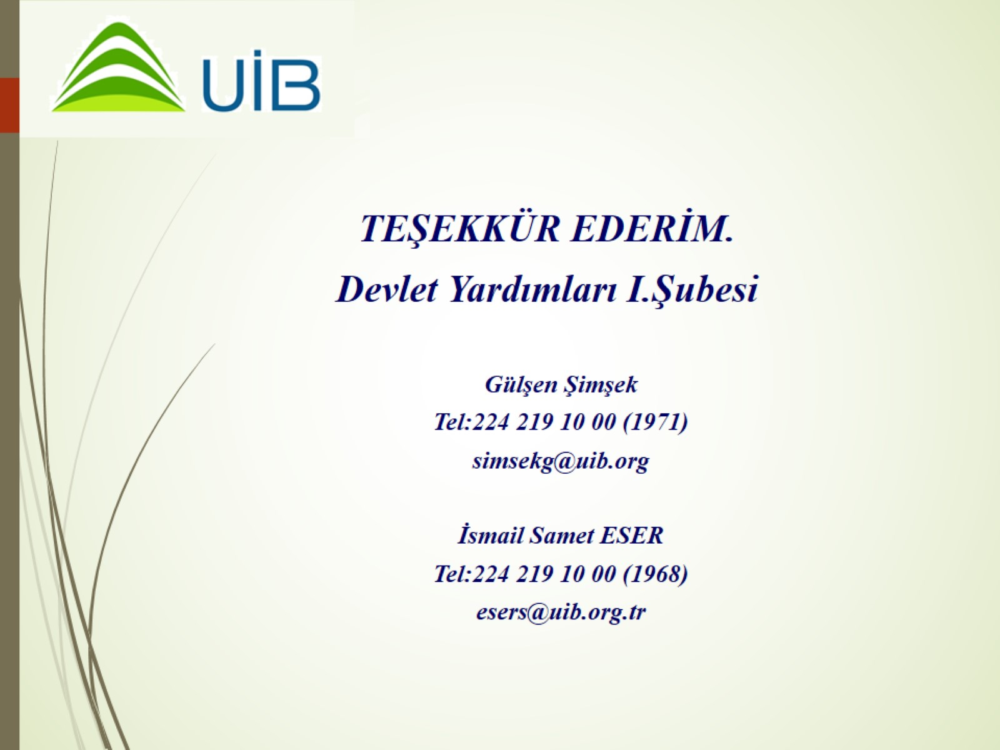 UİB
TEŞEKKÜR EDERİM.
Devlet Yardımları I.Şubesi
Gülşen Şimşek
Tel:224 219 10 00 (1971)
simsekg@uib.org
İsmail Samet ESER
Tel:224 219 10 00 (1968)
esers@uib.org.tr